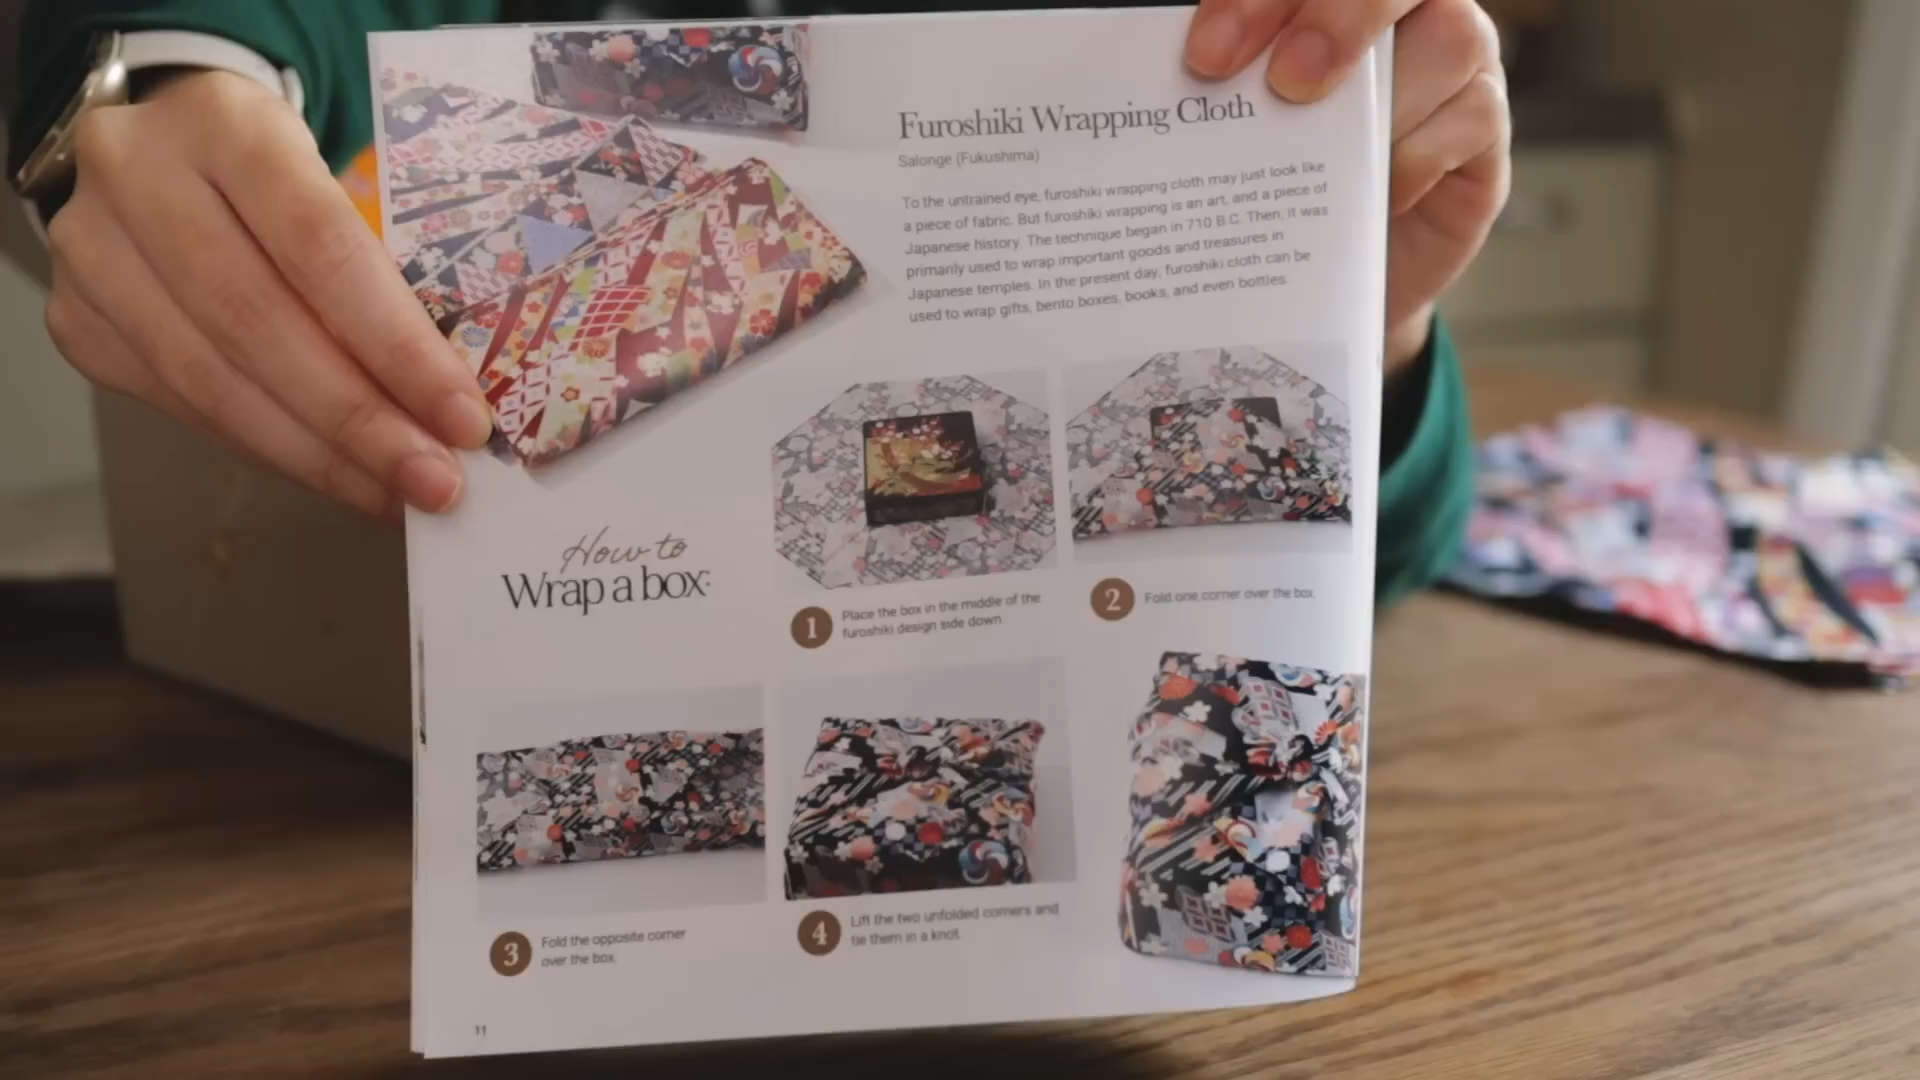 Furoshiki Wrapping Cloth
Salonge (Fukushima)
To the untrained eye, furoshiki wrapping cloth may just look like
a piece of fabric. But furoshiki wrapping is an art, and a piece of
Japanese history. The technique began in 710 B.C. Then, it was
primarily used to wrap important goods and treasures in
Japanese temples. In the present day, furoshiki cloth can be
used to wrap gifts, bento boxes, books, and even bottles.
How to
Wrap a box:
1 Place the box in the middle of the
furoshiki design side down.
2 Fold one corner over the box.
3 Fold the opposite corner
over the box.
4 Lift the two unfolded corners and
tie them in a knot.
11